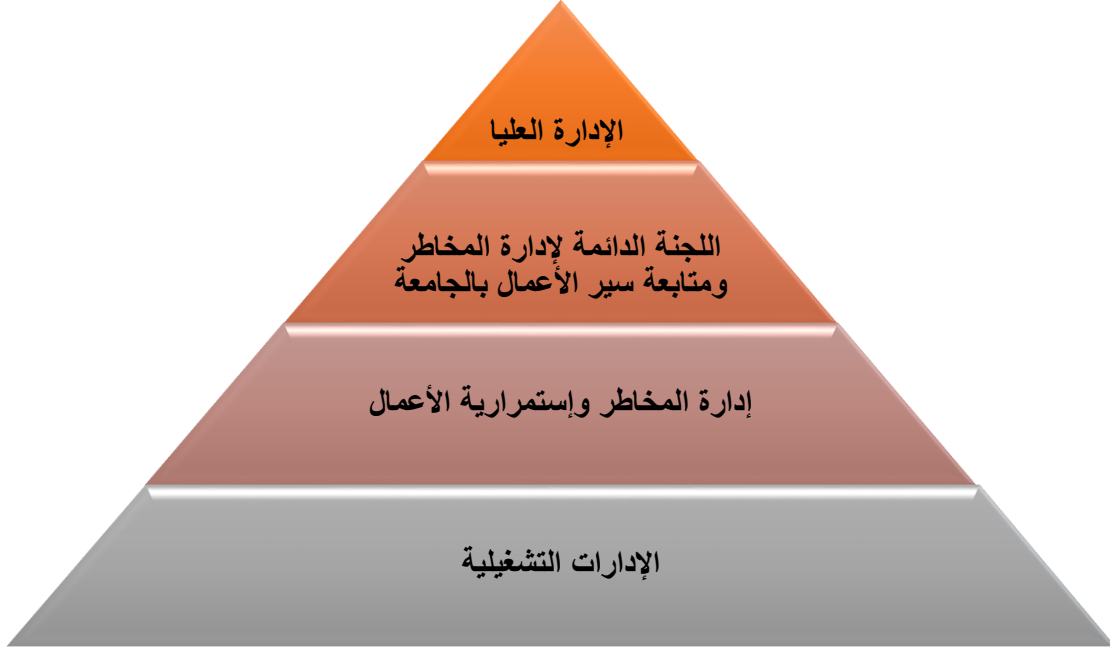 الإدارة العليا
اللجنة الدائمة لإدارة المخاطر
ومتابعة سير الأعمال بالجامعة
إدارة المخاطر وإستمرارية الأعمال
الإدارات التشغيلية